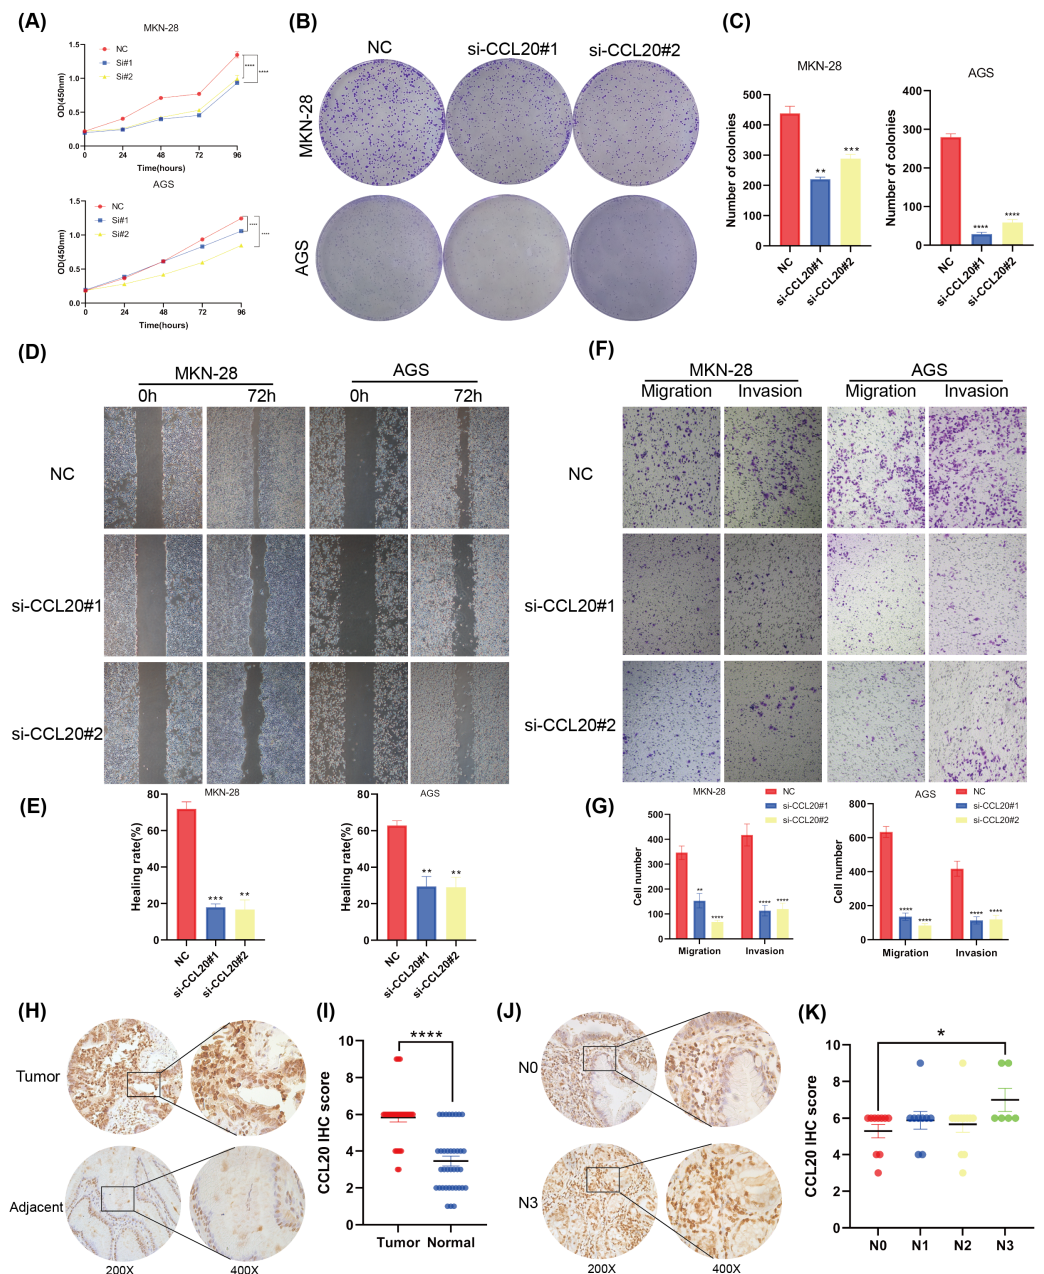 (A)
MKN-28
1.5
1.0
0.5
0.0
OD(450nm)
NC
Si#1
Si#2
****
****
0 24 48 72 96
Time(hours)
AGS
1.5
1.0
0.5
0.0
OD(450nm)
NC
Si#1
Si#2
****
****
0 24 48 72 96
Time(hours)
(B)
NC si-CCL20#1 si-CCL20#2
MKN-28
AGS
(C)
MKN-28
Number of colonies
500
400
300
200
100
0
** ***
NC si-CCL20#1 si-CCL20#2
AGS
Number of colonies
400
300
200
100
0
**** ****
NC si-CCL20#1 si-CCL20#2
(D)
MKN-28 AGS
0h 72h 0h 72h
NC
si-CCL20#1
si-CCL20#2
(E)
MKN-28
Healing rate(%)
80
60
40
20
0
*** **
NC si-CCL20#1 si-CCL20#2
AGS
Healing rate(%)
80
60
40
20
0
** **
NC si-CCL20#1 si-CCL20#2
(F)
MKN-28 AGS
Migration Invasion Migration Invasion
NC
si-CCL20#1
si-CCL20#2
(G)
MKN-28
NC
si-CCL20#1
si-CCL20#2
Cell number
500
400
300
200
100
0
** **** **** ****
Migration Invasion
AGS
NC
si-CCL20#1
si-CCL20#2
Cell number
800
600
400
200
0
**** **** **** ****
Migration Invasion
(H)
Tumor
Adjacent
200X 400X
(I)
CCL20 IHC score
10
8
6
4
2
0
****
Tumor Normal
(J)
N0
N3
200X 400X
(K)
CCL20 IHC score
10
8
6
4
2
0
*
N0 N1 N2 N3